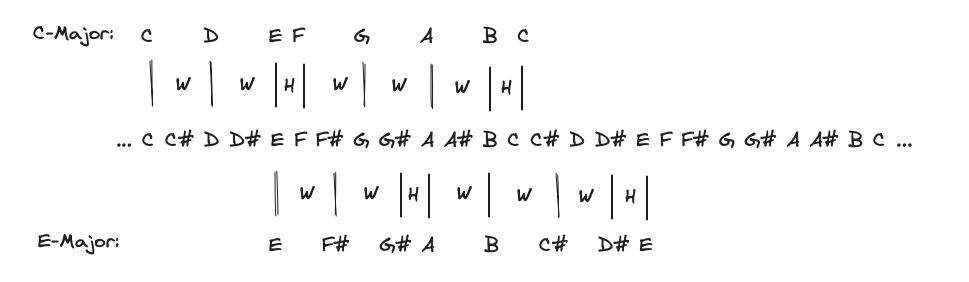 C-Major: C D E F G A B C
W W H W W W H
... C C# D D# E F F# G G# A A# B C C# D D# E F F# G G# A A# B C ...
W W H W W W H
E-Major: E F# G# A B C# D# E